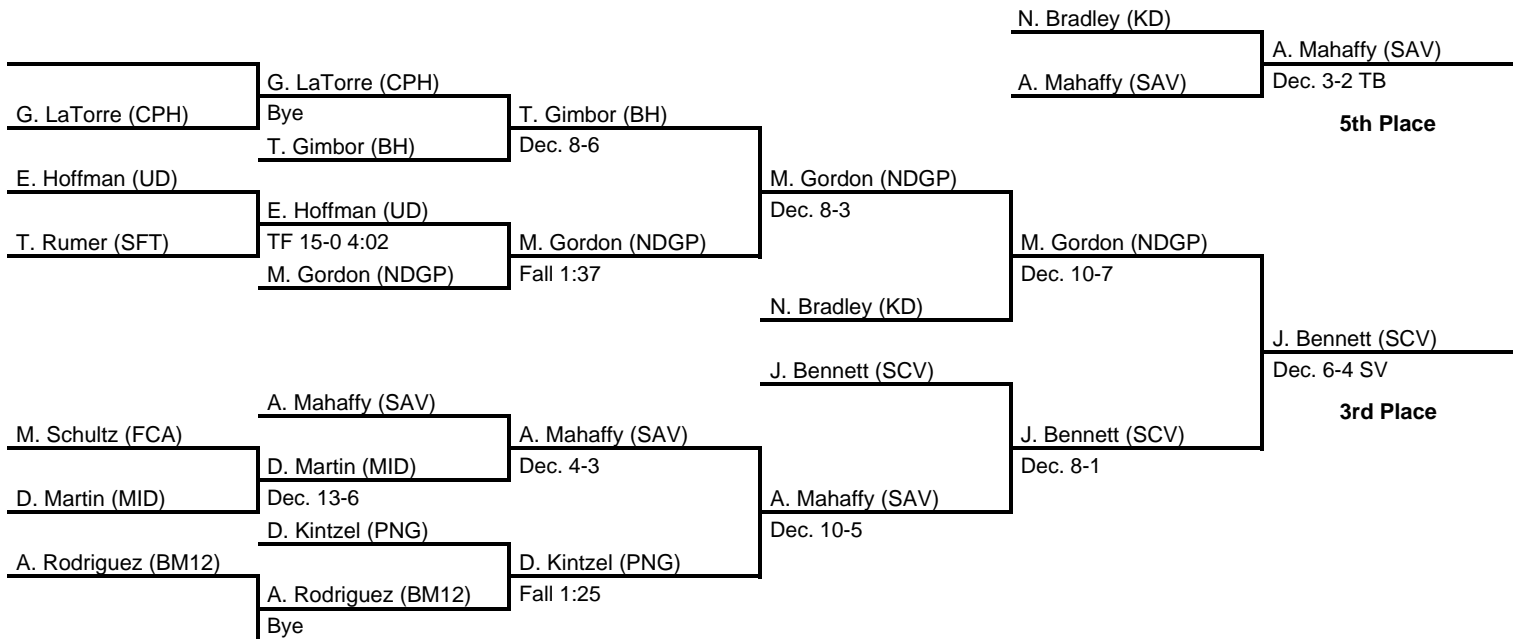 N. Bradley (KD)
A. Mahaffy (SAV)
G. LaTorre (CPH)
A. Mahaffy (SAV)
Dec. 3-2 TB
G. LaTorre (CPH)
Bye
T. Gimbor (BH)
5th Place
T. Gimbor (BH)
Dec. 8-6
E. Hoffman (UD)
M. Gordon (NDGP)
E. Hoffman (UD)
Dec. 8-3
T. Rumer (SFT)
TF 15-0 4:02
M. Gordon (NDGP)
M. Gordon (NDGP)
M. Gordon (NDGP)
Fall 1:37
Dec. 10-7
N. Bradley (KD)
J. Bennett (SCV)
J. Bennett (SCV)
Dec. 6-4 SV
A. Mahaffy (SAV)
3rd Place
M. Schultz (FCA)
A. Mahaffy (SAV)
J. Bennett (SCV)
D. Martin (MID)
Dec. 4-3
Dec. 8-1
D. Martin (MID)
Dec. 13-6
A. Mahaffy (SAV)
D. Kintzel (PNG)
Dec. 10-5
A. Rodriguez (BM12)
D. Kintzel (PNG)
A. Rodriguez (BM12)
Fall 1:25
Bye